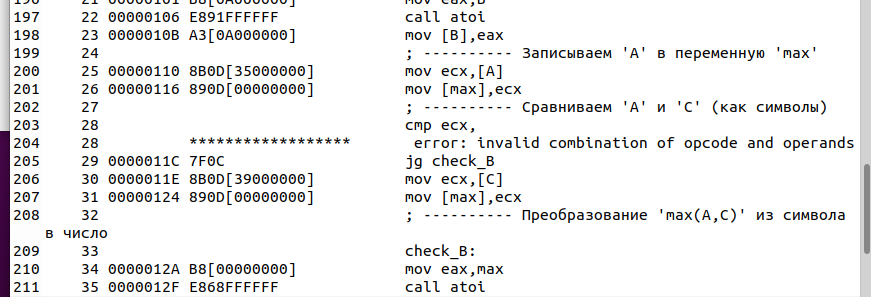 196 21 00000101 B8[0A000000] mov eax,B
197 22 00000106 E891FFFFFF call atoi
198 23 0000010B A3[0A000000] mov [B],eax
199 24 ; ---------- Записываем 'A' в переменную 'max'
200 25 00000110 8B0D[35000000] mov ecx,[A]
201 26 00000116 890D[00000000] mov [max],ecx
202 27 ; ---------- Сравниваем 'A' и 'C' (как символы)
203 28 cmp ecx,
204 28 ****************** error: invalid combination of opcode and operands
205 29 0000011C 7F0C jg check_B
206 30 0000011E 8B0D[39000000] mov ecx,[C]
207 31 00000124 890D[00000000] mov [max],ecx
208 32 ; ---------- Преобразование 'max(A,C)' из символа
в число
209 33 check_B:
210 34 0000012A B8[00000000] mov eax,max
211 35 0000012F E868FFFFFF call atoi